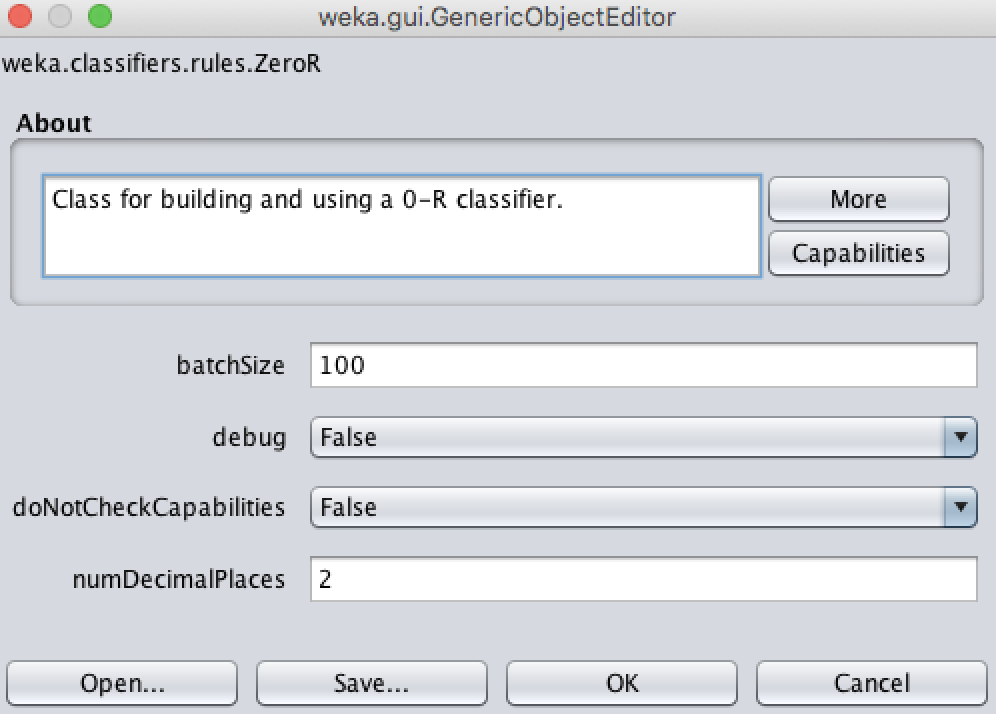 weka.gui.GenericObjectEditor
weka.classifiers.rules.ZeroR
About
Class for building and using a 0-R classifier.
More
Capabilities
batchSize 100
debug False
doNotCheckCapabilities False
numDecimalPlaces 2
Open... Save... OK Cancel